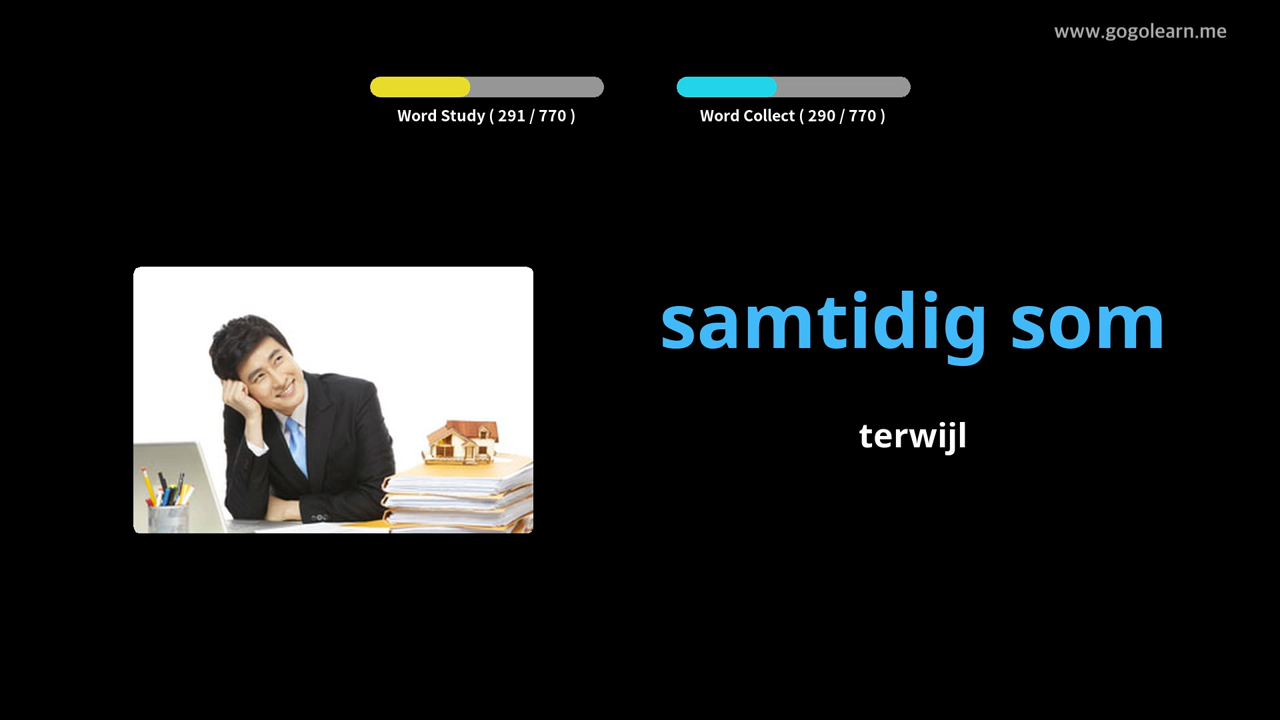 www.gogolearn.me
Word Study ( 291 / 770 )
Word Collect ( 290 / 770 )
samtidig som
terwijl